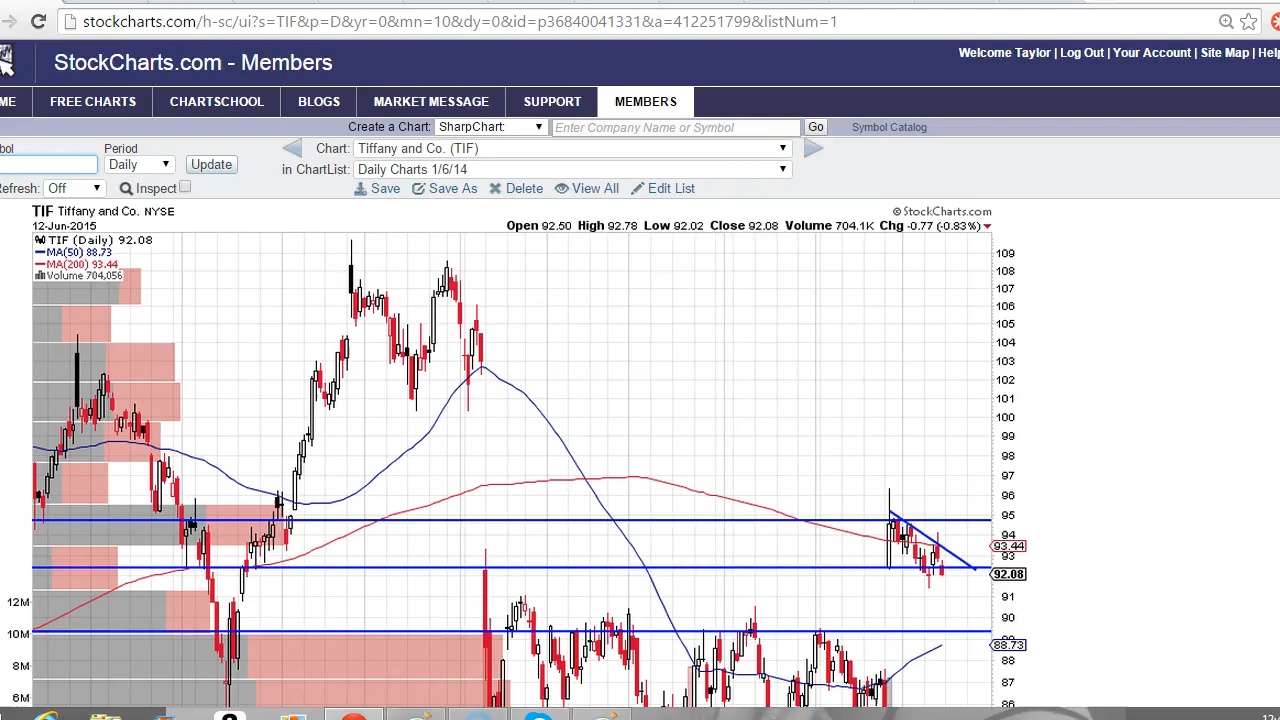 stockcharts.com/h-sc/ui?s=TIF&p=D&yr=0&mn=10&dy=0&id=p36840041331&a=412251799&listNum=1
StockCharts.com - Members
Welcome Taylor | Log Out | Your Account | Site Map | Help
ME FREE CHARTS CHARTSCHOOL BLOGS MARKET MESSAGE SUPPORT MEMBERS
Create a Chart: SharpChart: Enter Company Name or Symbol Go Symbol Catalog
bol Period Chart: Tiffany and Co. (TIF)
Daily Update in ChartList: Daily Charts 1/6/14
Refresh: Off Inspect Save Save As Delete View All Edit List
TIF Tiffany and Co. NYSE © StockCharts.com
12-Jun-2015 Open 92.50 High 92.78 Low 92.02 Close 92.08 Volume 704.1K Chg -0.77 (-0.83%)
TIF (Daily) 92.08
MA(50) 88.73
MA(200) 93.44
Volume 704,056
109
108
107
106
105
104
103
102
101
100
99
98
97
96
95
94
93.44
93
92.08
91
12M
90
10M
89
88.73
88
8M
87
6M
86